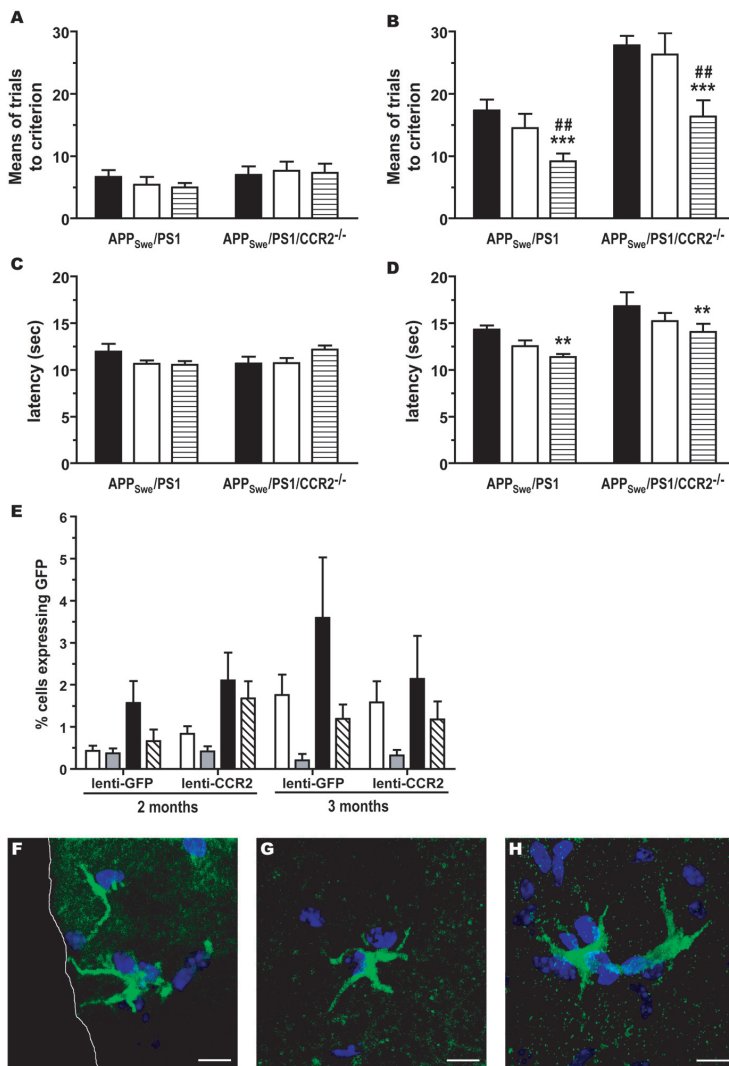 A
Means of trials
to criterion
30
20
10
0
APPSwe/PS1
APPSwe/PS1/CCR2-/-
B
Means of trials
to criterion
30
20
10
0
##
***
##
***
APPSwe/PS1
APPSwe/PS1/CCR2-/-
C
latency (sec)
20
15
10
5
0
APPSwe/PS1
APPSwe/PS1/CCR2-/-
D
latency (sec)
20
15
10
5
0
**
**
APPSwe/PS1
APPSwe/PS1/CCR2-/-
E
% cells expressing GFP
6
5
4
3
2
1
0
lenti-GFP
lenti-CCR2
lenti-GFP
lenti-CCR2
2 months
3 months
F
G
H